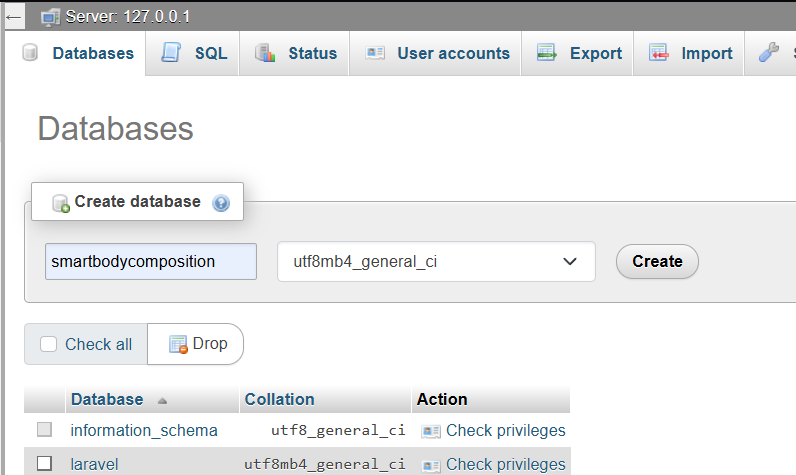 ← Server: 127.0.0.1
Databases SQL Status User accounts Export Import
Databases
Create database
smartbodycomposition utf8mb4_general_ci Create
Check all Drop
Database Collation Action
information_schema utf8_general_ci Check privileges
laravel utf8mb4_general_ci Check privileges